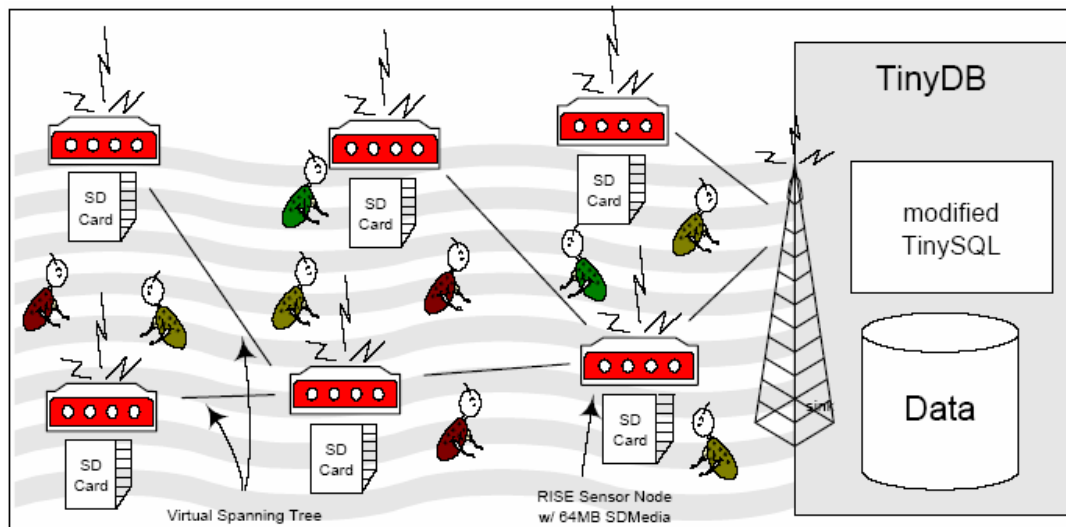 TinyDB
modified
TinySQL
Data
sink
SD
Card
SD
Card
SD
Card
SD
Card
SD
Card
SD
Card
Virtual Spanning Tree
RISE Sensor Node
w/ 64MB SDMedia